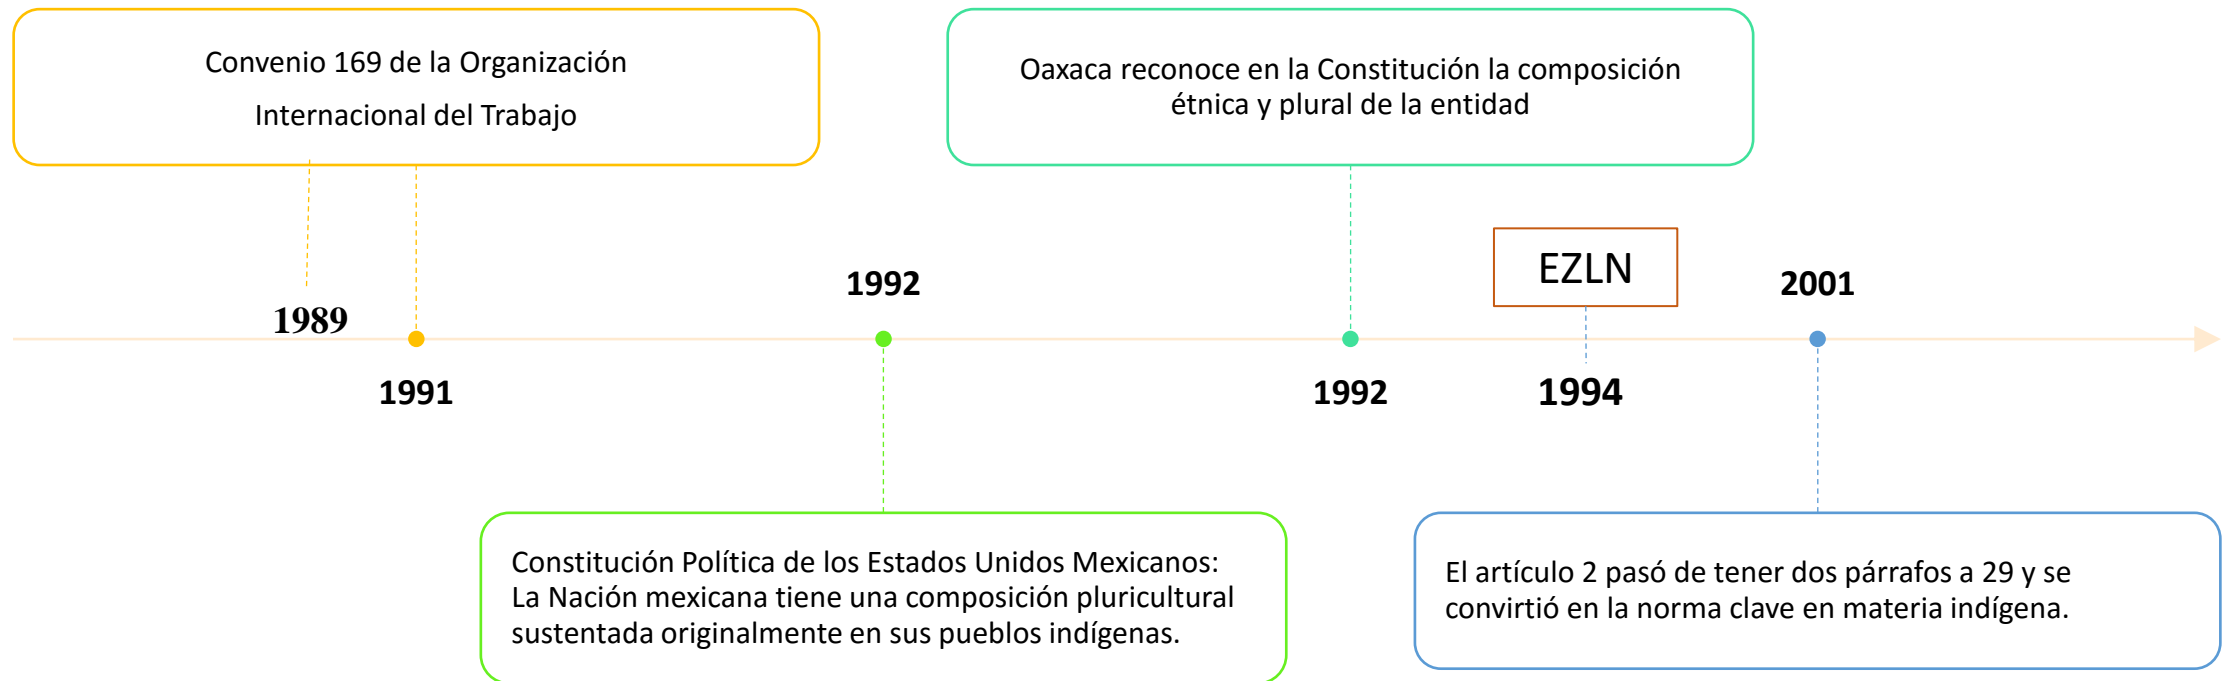 Convenio 169 de la Organización
Internacional del Trabajo
Oaxaca reconoce en la Constitución la composición
étnica y plural de la entidad
EZLN
1992
2001
1989
1991
1992
1994
Constitución Política de los Estados Unidos Mexicanos:
La Nación mexicana tiene una composición pluricultural
sustentada originalmente en sus pueblos indígenas.
El artículo 2 pasó de tener dos párrafos a 29 y se
convirtió en la norma clave en materia indígena.